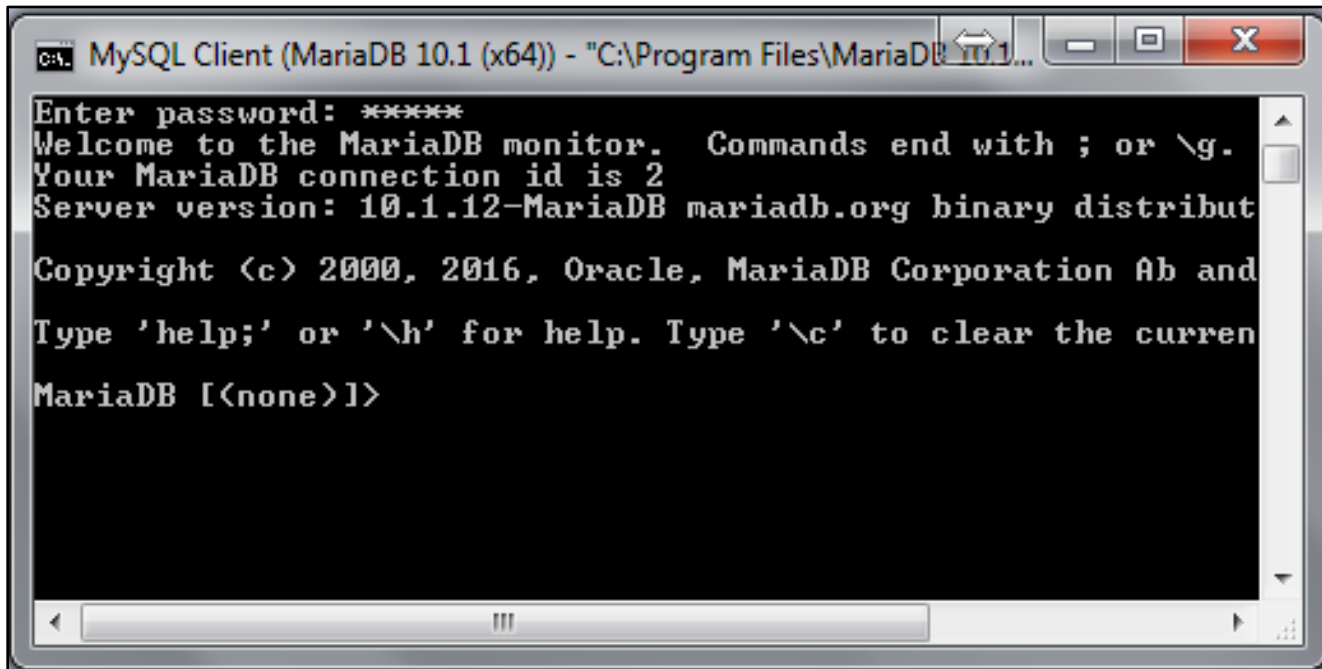 MySQL Client (MariaDB 10.1 (x64)) - "C:\Program Files\MariaDB 10.1...
Enter password: *****
Welcome to the MariaDB monitor.  Commands end with ; or \g.
Your MariaDB connection id is 2
Server version: 10.1.12-MariaDB mariadb.org binary distribut
Copyright (c) 2000, 2016, Oracle, MariaDB Corporation Ab and
Type 'help;' or '\h' for help. Type '\c' to clear the curren
MariaDB [(none)]>